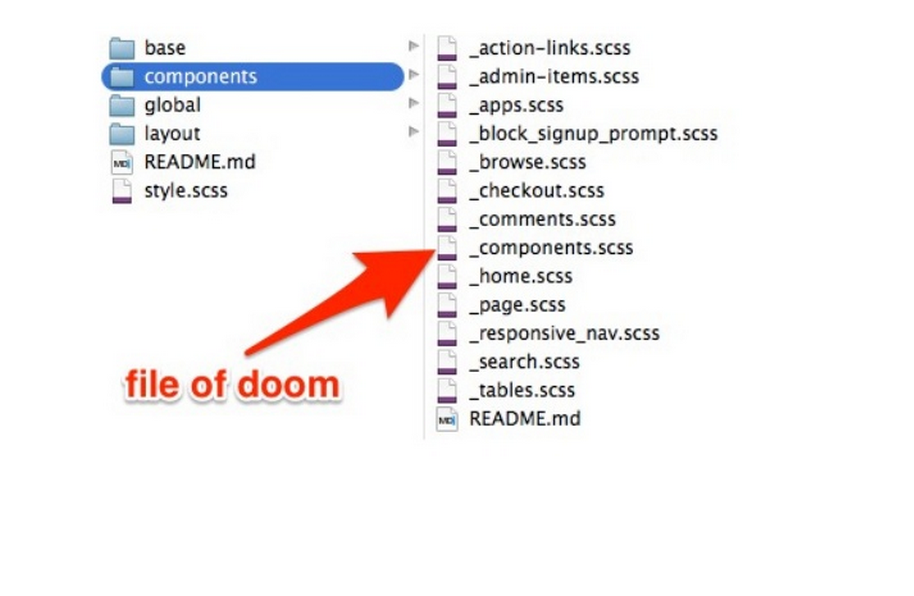 base
components
global
layout
README.md
style.scss
file of doom
_action-links.scss
_admin-items.scss
_apps.scss
_block_signup_prompt.scss
_browse.scss
_checkout.scss
_comments.scss
_components.scss
_home.scss
_page.scss
_responsive_nav.scss
_search.scss
_tables.scss
README.md